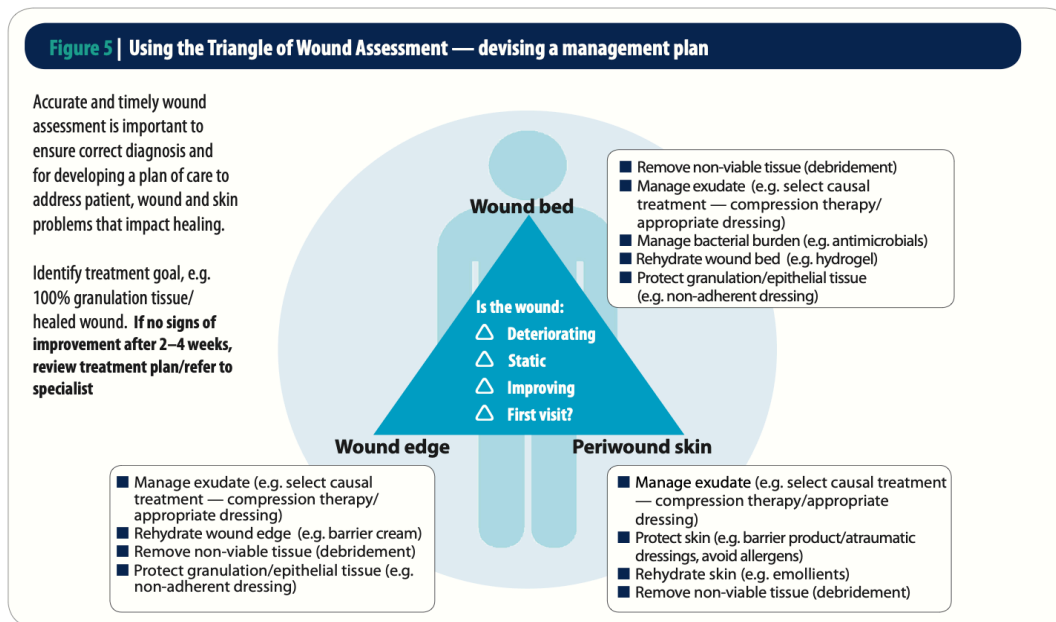 Figure 5 | Using the Triangle of Wound Assessment — devising a management plan
Accurate and timely wound
assessment is important to
ensure correct diagnosis and
for developing a plan of care to
address patient, wound and skin
problems that impact healing.
Identify treatment goal, e.g.
100% granulation tissue/
healed wound. If no signs of
improvement after 2–4 weeks,
review treatment plan/refer to
specialist
Wound bed
■ Remove non-viable tissue (debridement)
■ Manage exudate (e.g. select causal
treatment — compression therapy/
appropriate dressing)
■ Manage bacterial burden (e.g. antimicrobials)
■ Rehydrate wound bed (e.g. hydrogel)
■ Protect granulation/epithelial tissue
(e.g. non-adherent dressing)
Is the wound:
△ Deteriorating
△ Static
△ Improving
△ First visit?
Wound edge
■ Manage exudate (e.g. select causal
treatment — compression therapy/
appropriate dressing)
■ Rehydrate wound edge (e.g. barrier cream)
■ Remove non-viable tissue (debridement)
■ Protect granulation/epithelial tissue (e.g.
non-adherent dressing)
Periwound skin
■ Manage exudate (e.g. select causal treatment
— compression therapy/appropriate
dressing)
■ Protect skin (e.g. barrier product/atraumatic
dressings, avoid allergens)
■ Rehydrate skin (e.g. emollients)
■ Remove non-viable tissue (debridement)